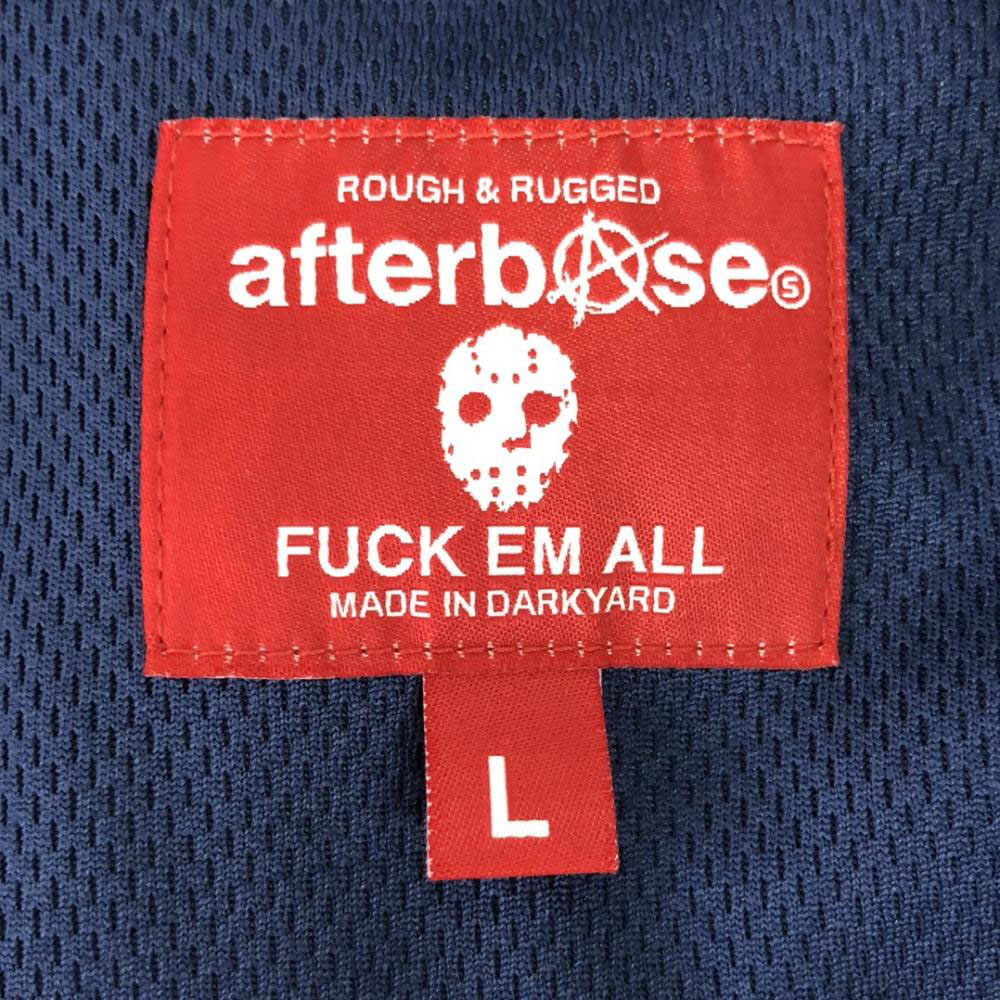 ROUGH & RUGGED
afterbase Ⓢ
FUCK EM ALL
MADE IN DARKYARD
L